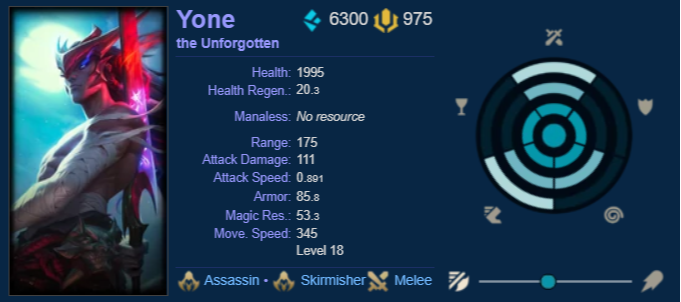 Yone 6300 975
the Unforgotten
Health: 1995
Health Regen.: 20.3
Manaless: No resource
Range: 175
Attack Damage: 111
Attack Speed: 0.891
Armor: 85.8
Magic Res.: 53.3
Move. Speed: 345
Level 18
Assassin • Skirmisher Melee